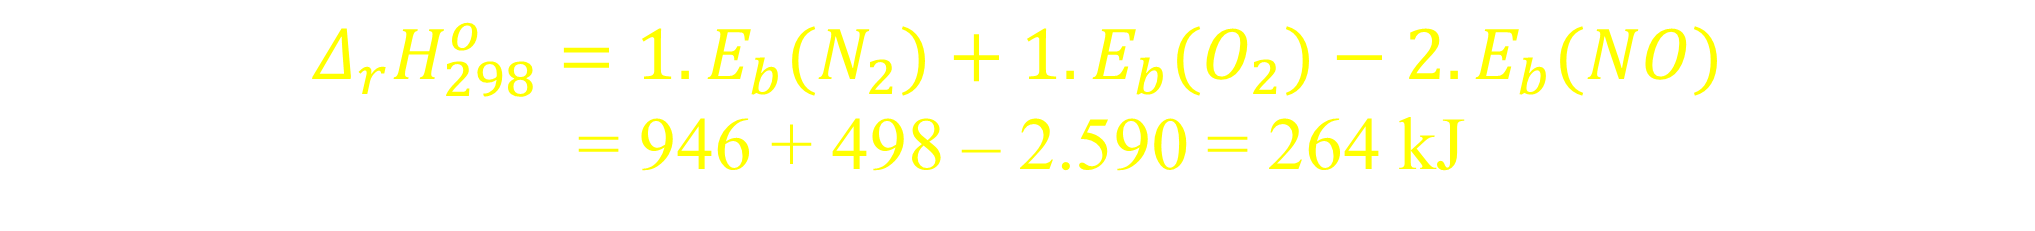 Δ_rH^o_298 = 1. E_b(N_2) + 1. E_b(O_2) − 2. E_b(NO)
= 946 + 498 – 2.590 = 264 kJ